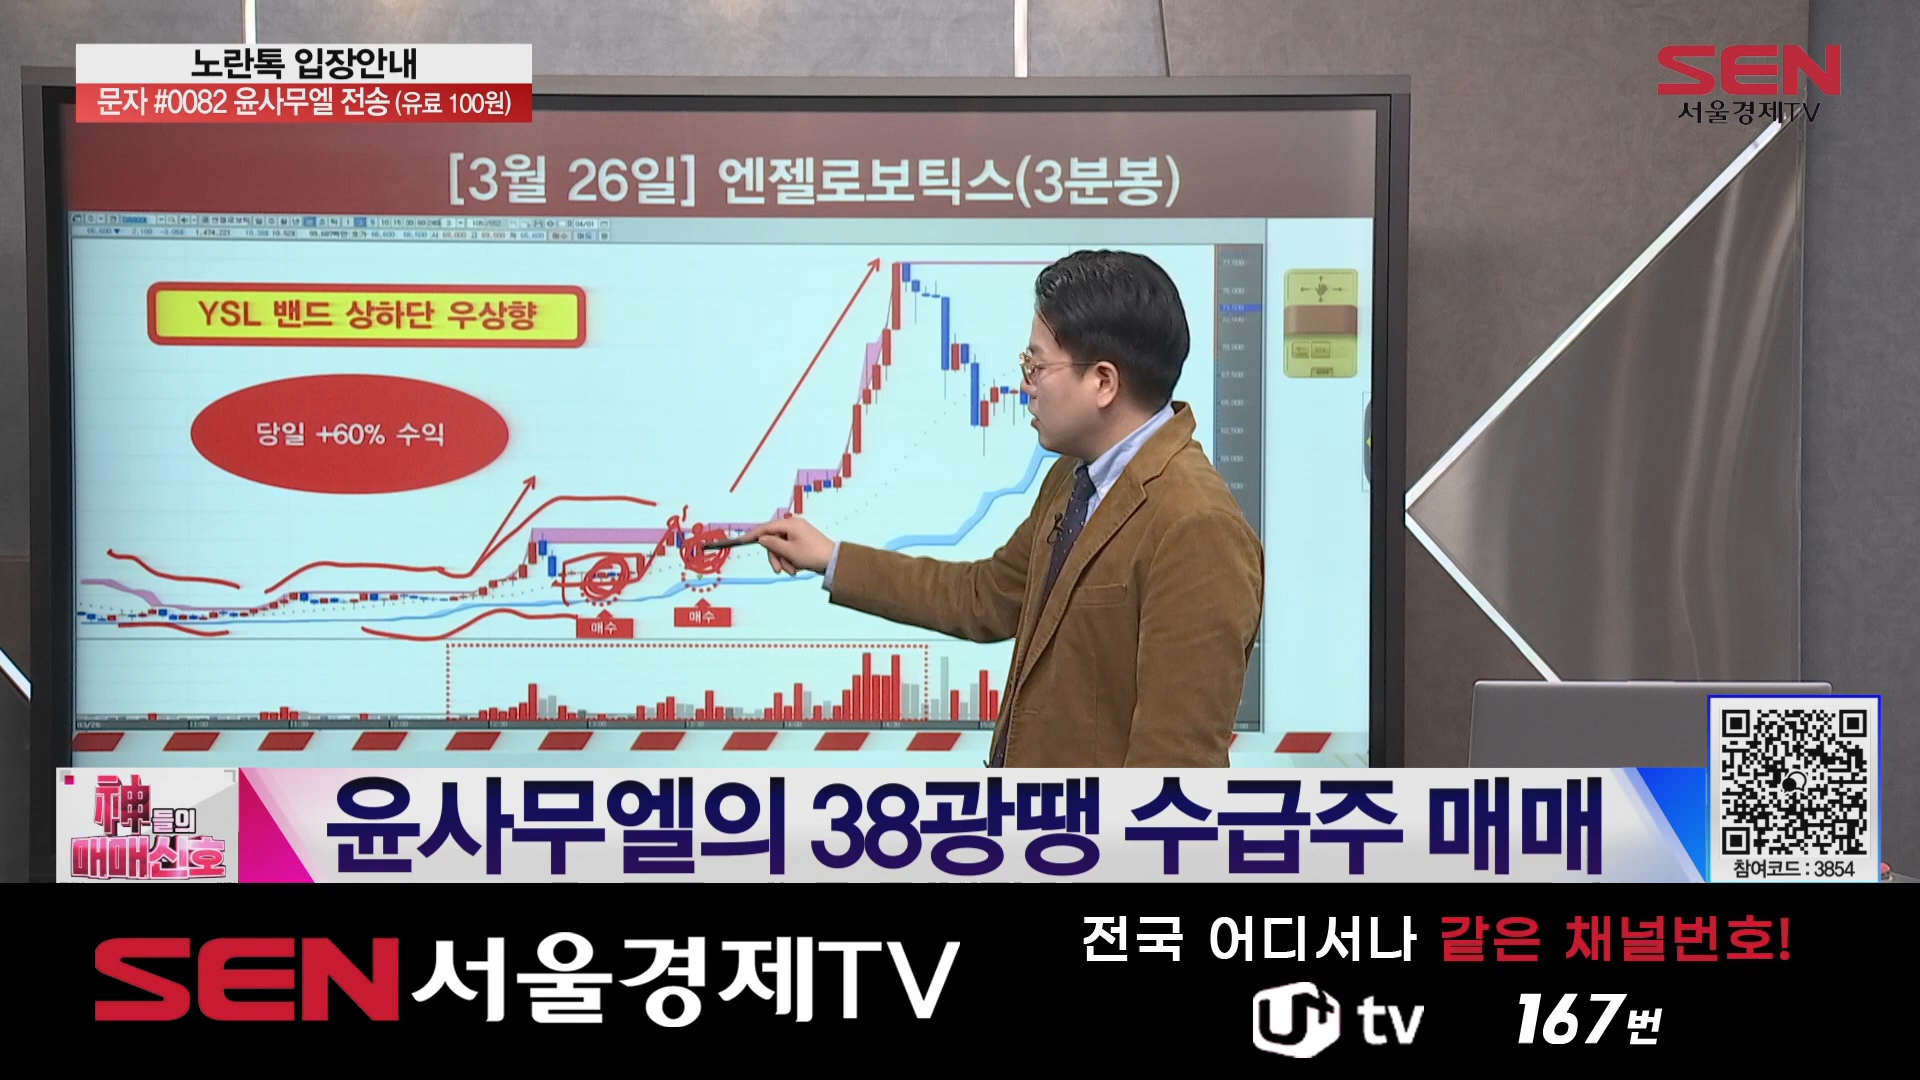 노란톡 입장안내
문자 #0082 윤사무엘 전송 (유료 100원)
SEN
서울경제TV
[3월 26일] 엔젤로보틱스(3분봉)
YSL 밴드 상하단 우상향
당일 +60% 수익
매수
매수
神들의
매매신호
윤사무엘의 38광땡 수급주 매매
참여코드 : 3854
SEN 서울경제TV
전국 어디서나 같은 채널번호!
U+ tv 167번